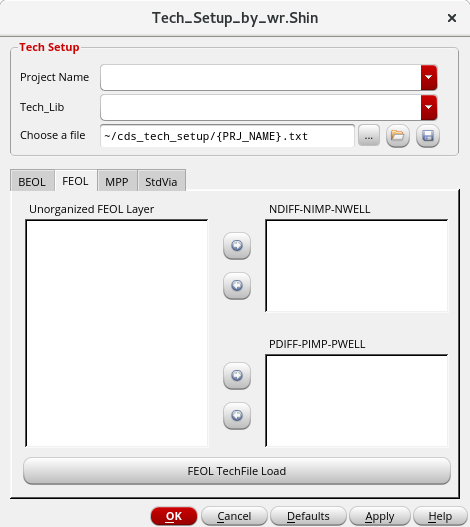 Tech_Setup_by_wr.Shin
Tech Setup
Project Name
Tech_Lib
Choose a file ~/cds_tech_setup/{PRJ_NAME}.txt ...
BEOL FEOL MPP StdVia
Unorganized FEOL Layer NDIFF-NIMP-NWELL
PDIFF-PIMP-PWELL
FEOL TechFile Load
OK Cancel Defaults Apply Help